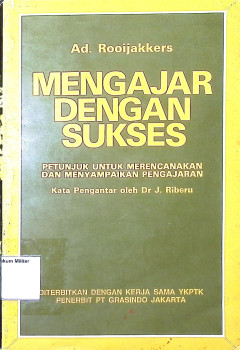 Ad. Rooijakkers
MENGAJAR
DENGAN
SUKSES
PETUNJUK UNTUK MERENCANAKAN
DAN MENYAMPAIKAN PENGAJARAN
Kata Pengantar oleh Dr J. Riberu
Militer
DITERBITKAN DENGAN KERJA SAMA YKPTK
PENERBIT PT GRASINDO JAKARTA